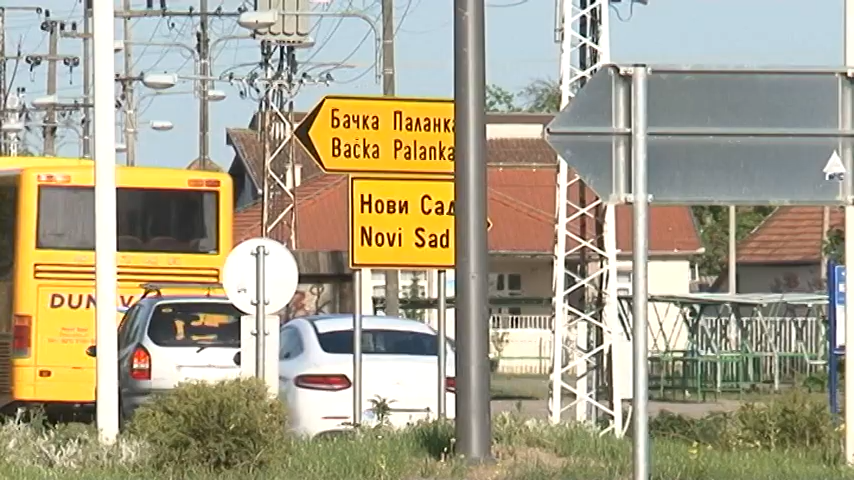 Бачка Паланка
Bačka Palanka
Нови Сад
Novi Sad
DUNAV